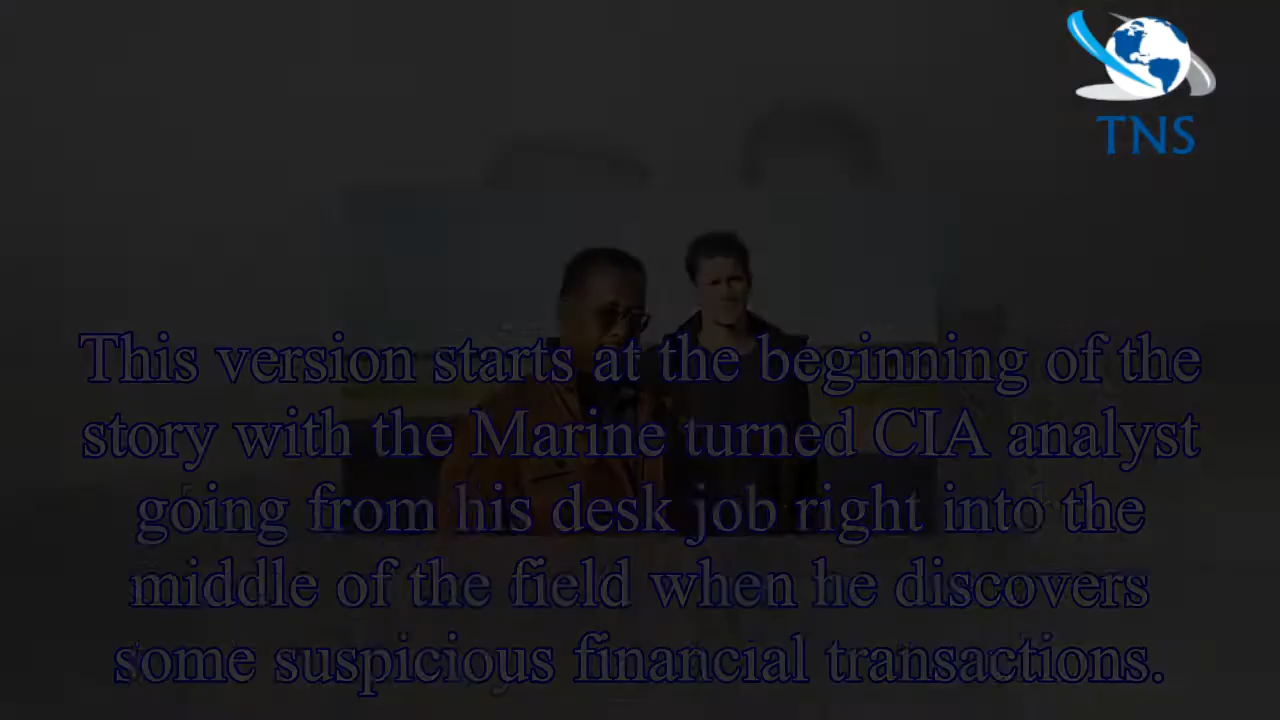 TNS
This version starts at the beginning of the
story with the Marine turned CIA analyst
going from his desk job right into the
middle of the field when he discovers
some suspicious financial transactions.